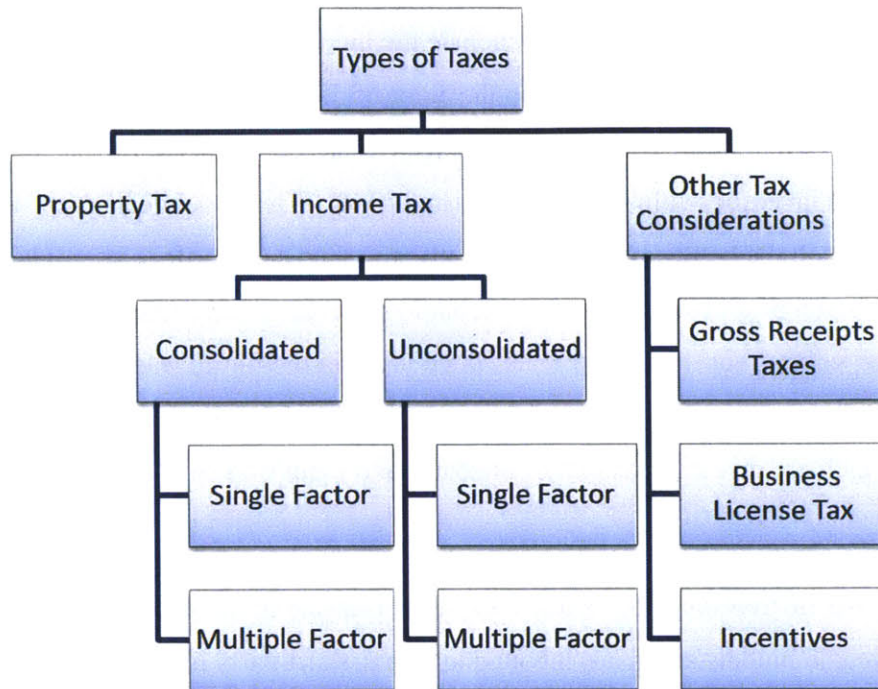 Types of Taxes
Property Tax
Income Tax
Other Tax
Considerations
Consolidated
Unconsolidated
Gross Receipts
Taxes
Single Factor
Single Factor
Business
License Tax
Multiple Factor
Multiple Factor
Incentives